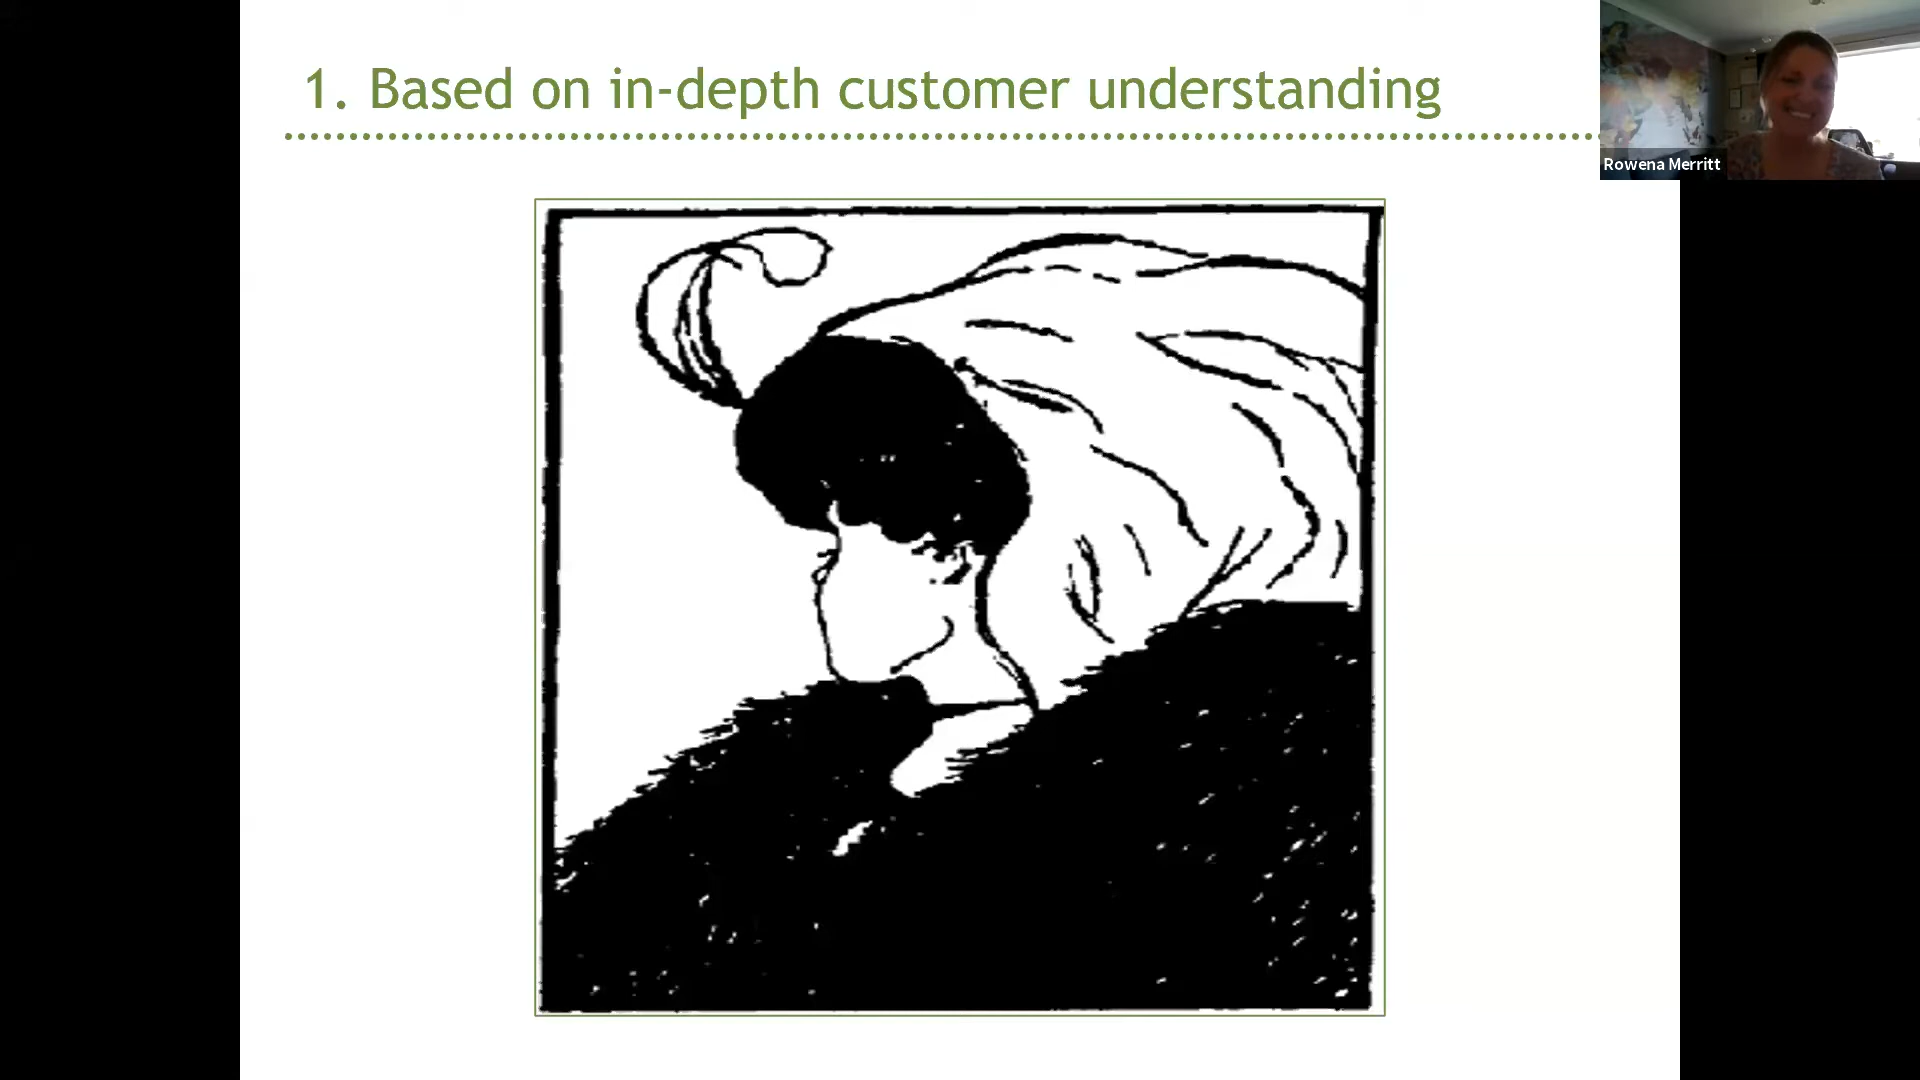 1. Based on in-depth customer understanding
Rowena Merritt